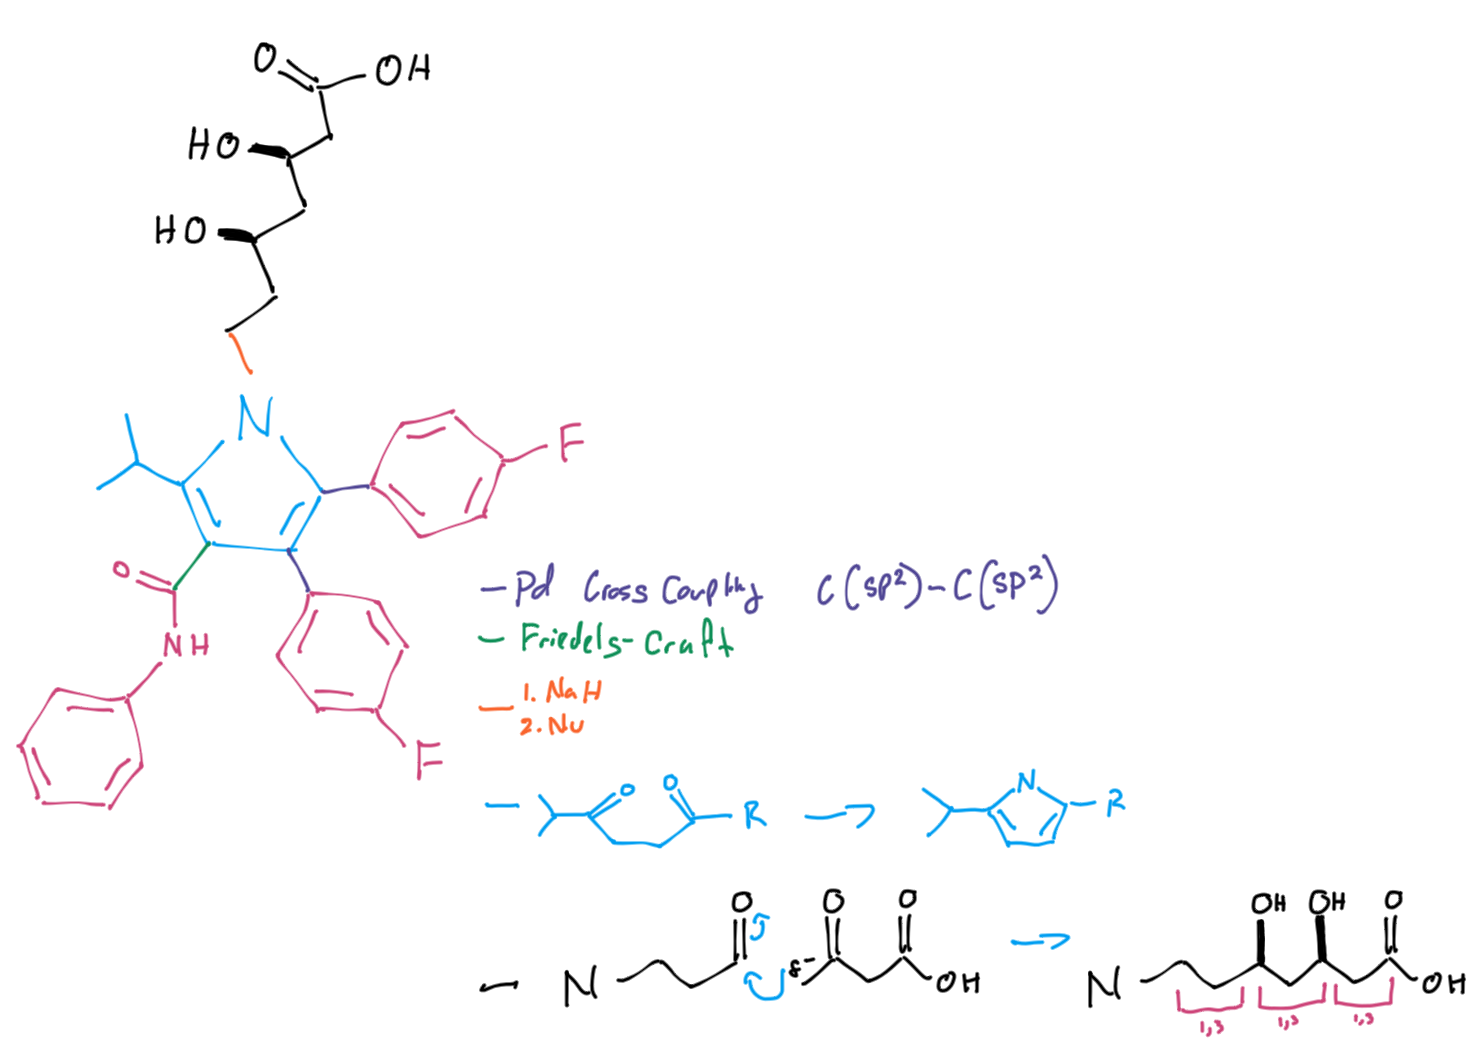 O OH
HO
HO
N
F
O
NH
F
– Pd Cross Coupling C(sp²)–C(sp²)
– Friedels-Craft
1. NaH
2. Nu
O O R → N R
N O δ⁻ O O OH → N OH OH O OH
1,3 1,3 1,3